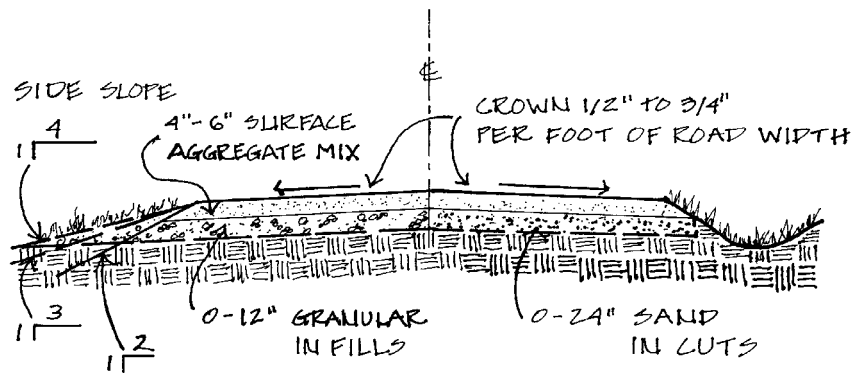 ℄
SIDE SLOPE
4
1
4"-6" SURFACE
AGGREGATE MIX
CROWN 1/2" TO 3/4"
PER FOOT OF ROAD WIDTH
3
1
2
1
0-12" GRANULAR
IN FILLS
0-24" SAND
IN CUTS